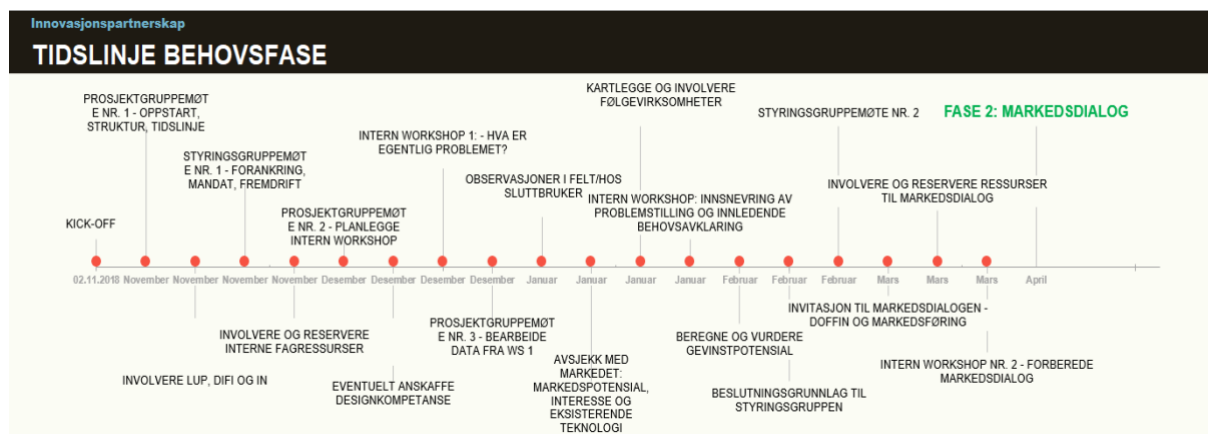 Innovasjonspartnerskap
TIDSLINJE BEHOVSFASE
KICK-OFF
PROSJEKTGRUPPEMØT
E NR. 1 - OPPSTART,
STRUKTUR, TIDSLINJE
STYRINGSGRUPPEMØT
E NR. 1 - FORANKRING,
MANDAT, FREMDRIFT
PROSJEKTGRUPPEMØT
E NR. 2 - PLANLEGGE
INTERN WORKSHOP
INTERN WORKSHOP 1: - HVA ER
EGENTLIG PROBLEMET?
OBSERVASJONER I FELT/HOS
SLUTTBRUKER
KARTLEGGE OG INVOLVERE
FØLGEVIRKSOMHETER
INTERN WORKSHOP: INNSNEVRING AV
PROBLEMSTILLING OG INNLEDENDE
BEHOVSAVKLARING
STYRINGSGRUPPEMØTE NR. 2
INVOLVERE OG RESERVERE RESSURSER
TIL MARKEDSDIALOG
FASE 2: MARKEDSDIALOG
02.11.2018 November November November November Desember Desember Desember Desember Januar Januar Januar Januar Februar Februar Februar Mars Mars Mars April
INVOLVERE LUP, DIFI OG IN
INVOLVERE OG RESERVERE
INTERNE FAGRESSURSER
EVENTUELT ANSKAFFE
DESIGNKOMPETANSE
PROSJEKTGRUPPEMØT
E NR. 3 - BEARBEIDE
DATA FRA WS 1
AVSJEKK MED
MARKEDET:
MARKEDSPOTENSIAL,
INTERESSE OG
EKSISTERENDE
TEKNOLOGI
BEREGNE OG VURDERE
GEVINSTPOTENSIAL
BESLUTNINGSGRUNNLAG TIL
STYRINGSGRUPPEN
INVITASJON TIL MARKEDSDIALOGEN -
DOFFIN OG MARKEDSFØRING
INTERN WORKSHOP NR. 2 - FORBEREDE
MARKEDSDIALOG